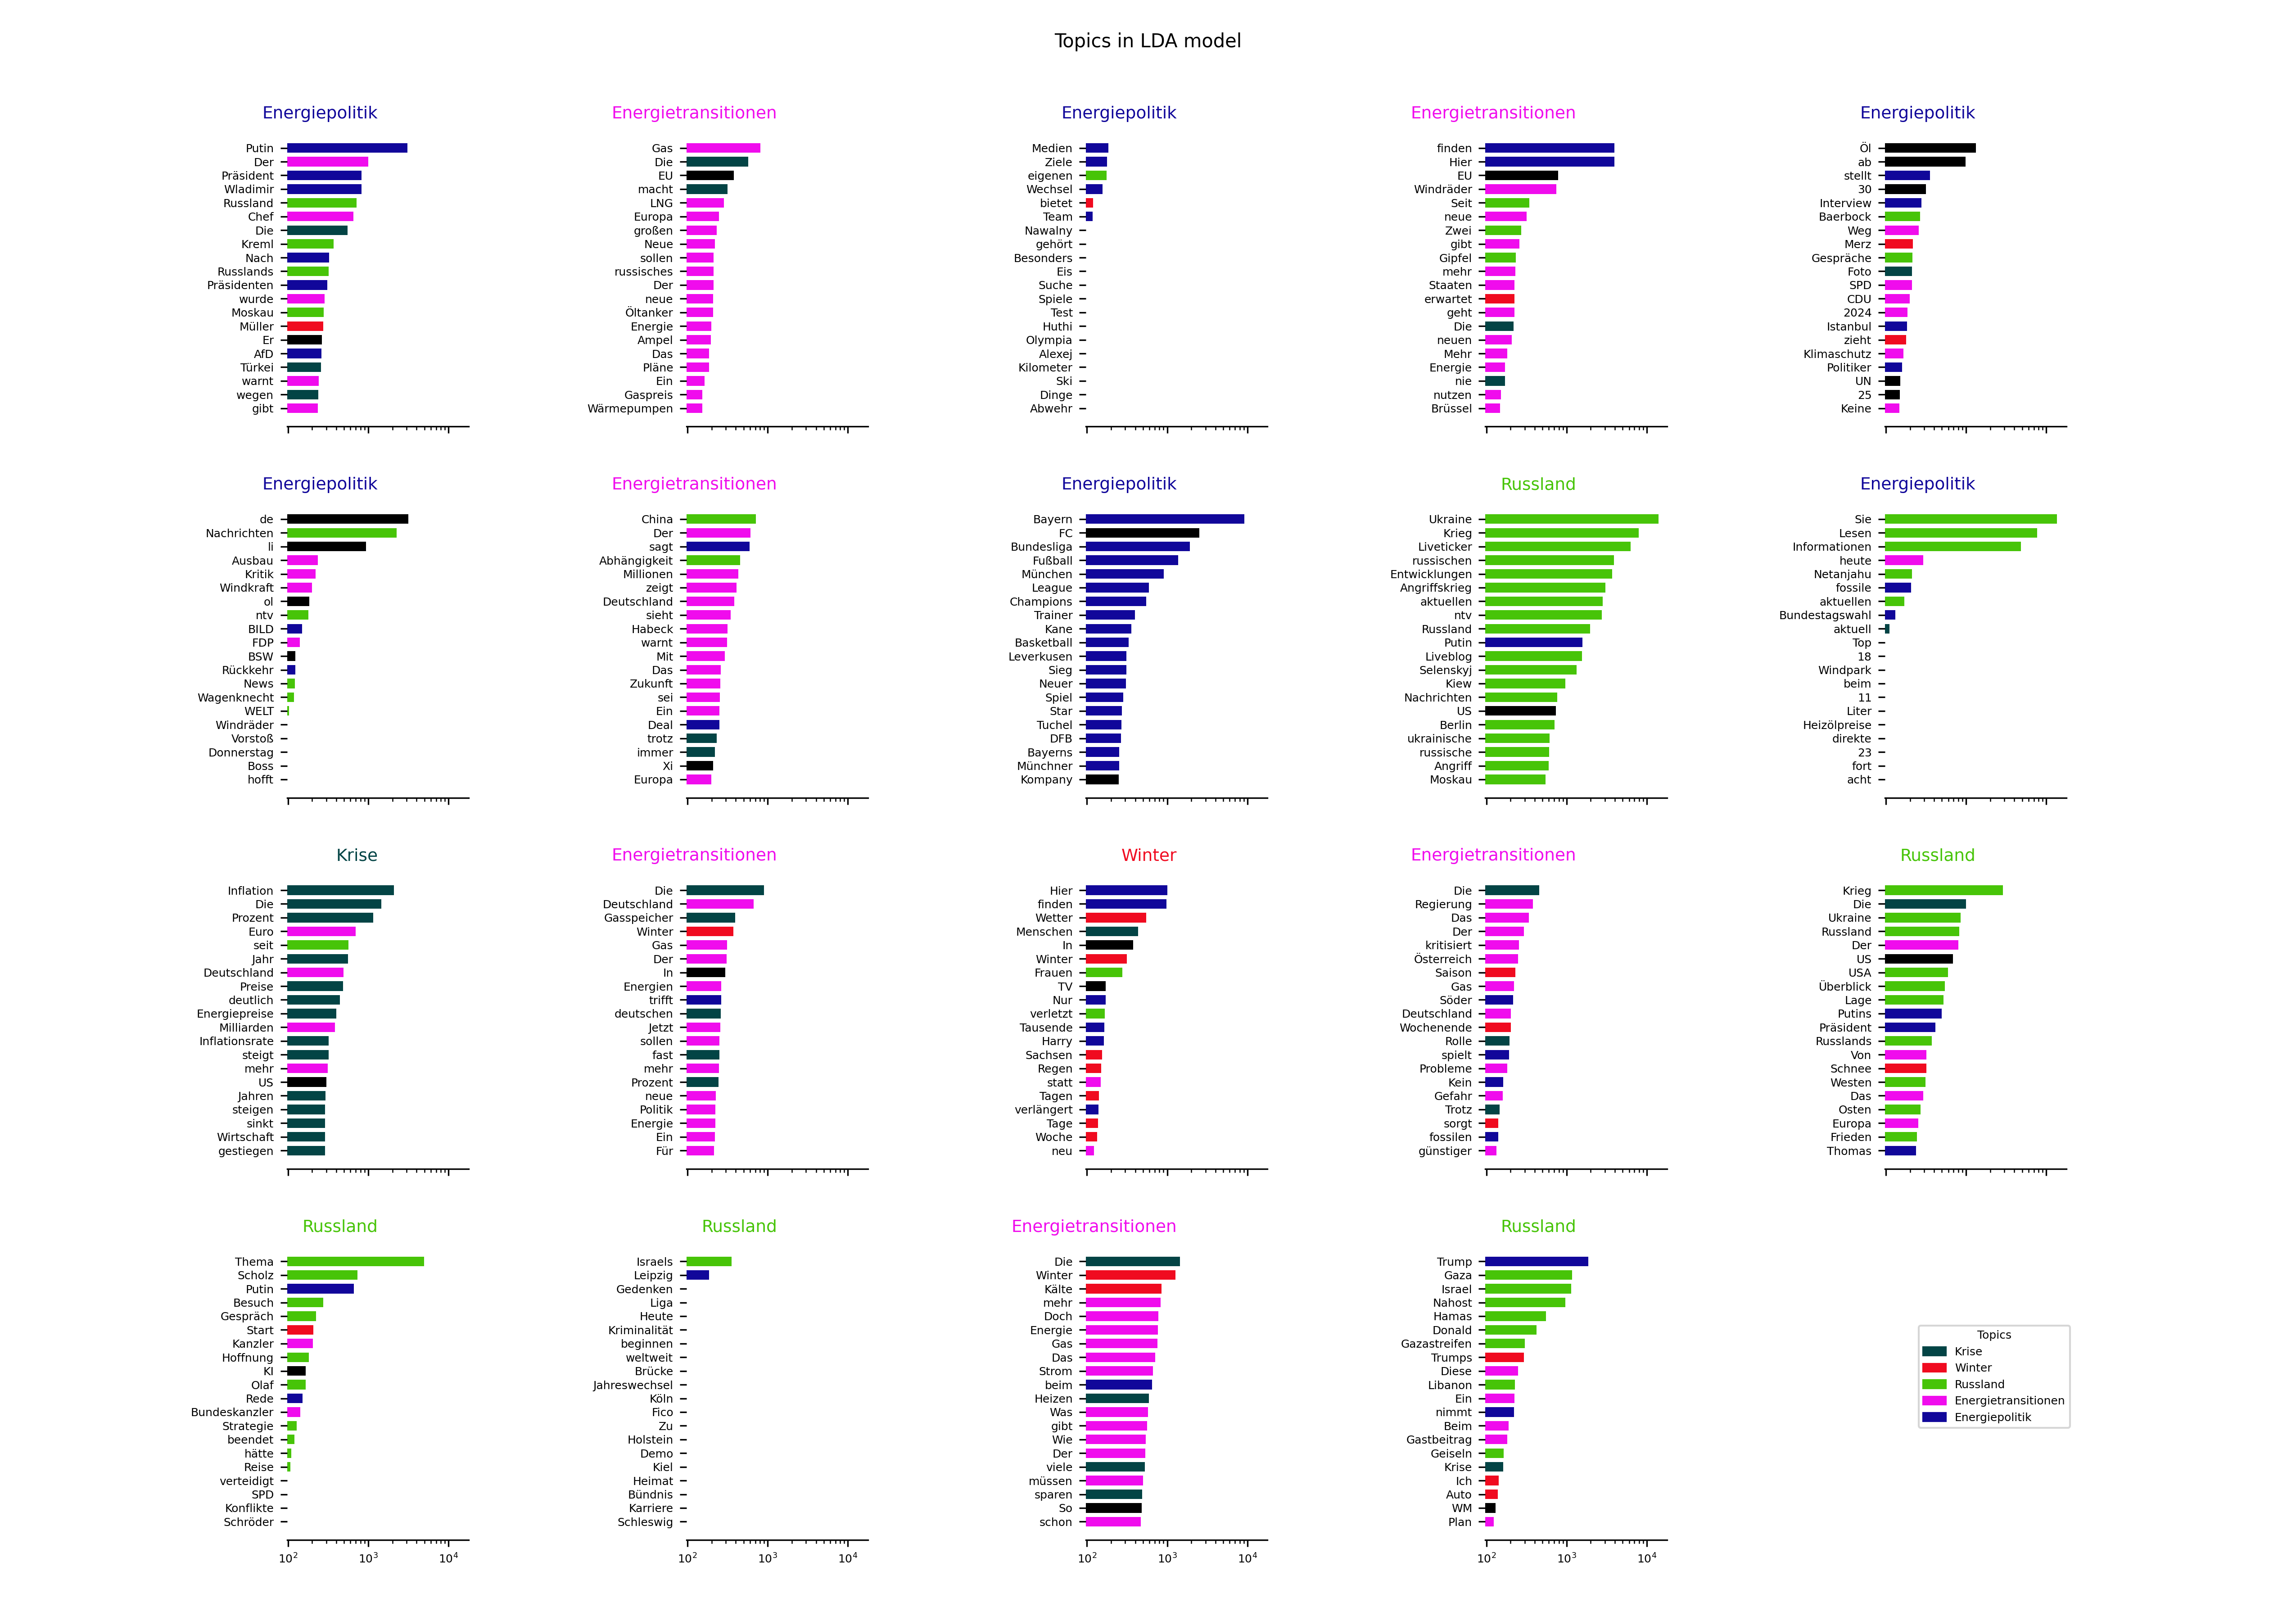 Topics in LDA model
Energiepolitik
Putin
Der
Präsident
Wladimir
Russland
Chef
Die
Kreml
Nach
Russlands
Präsidenten
wurde
Moskau
Müller
Er
AfD
Türkei
warnt
wegen
gibt
Energietransitionen
Gas
Die
EU
macht
LNG
Europa
großen
Neue
sollen
russisches
Der
neue
Öltanker
Energie
Ampel
Das
Pläne
Ein
Gaspreis
Wärmepumpen
Energiepolitik
Medien
Ziele
eigenen
Wechsel
bietet
Team
Nawalny
gehört
Besonders
Eis
Suche
Spiele
Test
Huthi
Olympia
Alexej
Kilometer
Ski
Dinge
Abwehr
Energietransitionen
finden
Hier
EU
Windräder
Seit
neue
Zwei
gibt
Gipfel
mehr
Staaten
erwartet
geht
Die
neuen
Mehr
Energie
nie
nutzen
Brüssel
Energiepolitik
Öl
ab
stellt
30
Interview
Baerbock
Weg
Merz
Gespräche
Foto
SPD
CDU
2024
Istanbul
zieht
Klimaschutz
Politiker
UN
25
Keine
Energiepolitik
de
Nachrichten
li
Ausbau
Kritik
Windkraft
ol
ntv
BILD
FDP
BSW
Rückkehr
News
Wagenknecht
WELT
Windräder
Vorstoß
Donnerstag
Boss
hofft
Energietransitionen
China
Der
sagt
Abhängigkeit
Millionen
zeigt
Deutschland
sieht
Habeck
warnt
Mit
Das
Zukunft
sei
Ein
Deal
trotz
immer
Xi
Europa
Energiepolitik
Bayern
FC
Bundesliga
Fußball
München
League
Champions
Trainer
Kane
Basketball
Leverkusen
Sieg
Neuer
Spiel
Star
Tuchel
DFB
Bayerns
Münchner
Kompany
Russland
Ukraine
Krieg
Liveticker
russischen
Entwicklungen
Angriffskrieg
aktuellen
ntv
Russland
Putin
Liveblog
Selenskyj
Kiew
Nachrichten
US
Berlin
ukrainische
russische
Angriff
Moskau
Energiepolitik
Sie
Lesen
Informationen
heute
Netanjahu
fossile
aktuellen
Bundestagswahl
aktuell
Top
18
Windpark
beim
11
Liter
Heizölpreise
direkte
23
fort
acht
Krise
Inflation
Die
Prozent
Euro
seit
Jahr
Deutschland
Preise
deutlich
Energiepreise
Milliarden
Inflationsrate
steigt
mehr
US
Jahren
steigen
sinkt
Wirtschaft
gestiegen
Energietransitionen
Die
Deutschland
Gasspeicher
Winter
Gas
Der
In
Energien
trifft
deutschen
Jetzt
sollen
fast
mehr
Prozent
neue
Politik
Energie
Ein
Für
Winter
Hier
finden
Wetter
Menschen
In
Winter
Frauen
TV
Nur
verletzt
Tausende
Harry
Sachsen
Regen
statt
Tagen
verlängert
Tage
Woche
neu
Energietransitionen
Die
Regierung
Das
Der
kritisiert
Österreich
Saison
Gas
Söder
Deutschland
Wochenende
Rolle
spielt
Probleme
Kein
Gefahr
Trotz
sorgt
fossilen
günstiger
Russland
Krieg
Die
Ukraine
Russland
Der
US
USA
Überblick
Lage
Putins
Präsident
Russlands
Von
Schnee
Westen
Das
Osten
Europa
Frieden
Thomas
Russland
Thema
Scholz
Putin
Besuch
Gespräch
Start
Kanzler
Hoffnung
KI
Olaf
Rede
Bundeskanzler
Strategie
beendet
hätte
Reise
verteidigt
SPD
Konflikte
Schröder
10² 10³ 10⁴
Russland
Israels
Leipzig
Gedenken
Liga
Heute
Kriminalität
beginnen
weltweit
Brücke
Jahreswechsel
Köln
Fico
Zu
Holstein
Demo
Kiel
Heimat
Bündnis
Karriere
Schleswig
10² 10³ 10⁴
Energietransitionen
Die
Winter
Kälte
mehr
Doch
Energie
Gas
Das
Strom
beim
Heizen
Was
gibt
Wie
Der
viele
müssen
sparen
So
schon
10² 10³ 10⁴
Russland
Trump
Gaza
Israel
Nahost
Hamas
Donald
Gazastreifen
Trumps
Diese
Libanon
Ein
nimmt
Beim
Gastbeitrag
Geiseln
Krise
Ich
Auto
WM
Plan
10² 10³ 10⁴
Topics
Krise
Winter
Russland
Energietransitionen
Energiepolitik